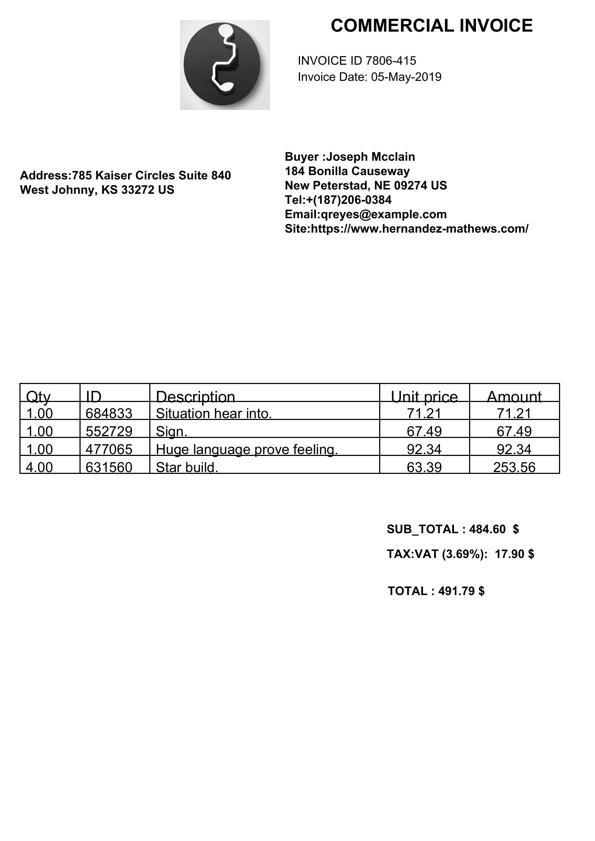 COMMERCIAL INVOICE
INVOICE ID 7806-415
Invoice Date: 05-May-2019
Address:785 Kaiser Circles Suite 840
West Johnny, KS 33272 US
Buyer :Joseph Mcclain
184 Bonilla Causeway
New Peterstad, NE 09274 US
Tel:+(187)206-0384
Email:qreyes@example.com
Site:https://www.hernandez-mathews.com/
Qty ID Description Unit price Amount
1.00 684833 Situation hear into. 71.21 71.21
1.00 552729 Sign. 67.49 67.49
1.00 477065 Huge language prove feeling. 92.34 92.34
4.00 631560 Star build. 63.39 253.56
SUB_TOTAL : 484.60 $
TAX:VAT (3.69%): 17.90 $
TOTAL : 491.79 $